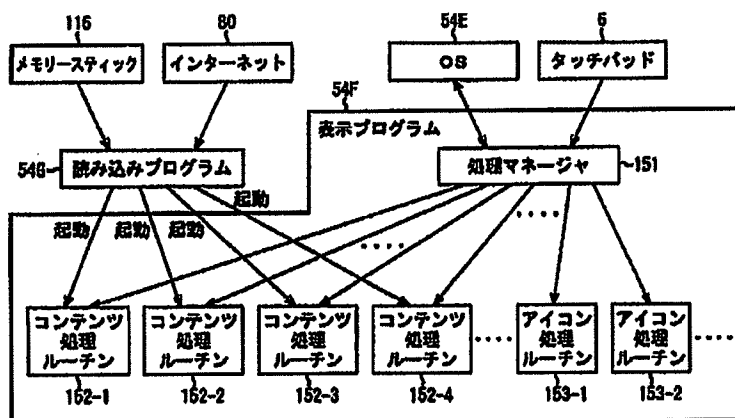 116
80
54E
6
メモリースティック
インターネット
OS
タッチパッド
54F
表示プログラム
54G
読み込みプログラム
処理マネージャ
151
起動
起動
起動
起動
コンテンツ
処理
ルーチン
コンテンツ
処理
ルーチン
コンテンツ
処理
ルーチン
コンテンツ
処理
ルーチン
アイコン
処理
ルーチン
アイコン
処理
ルーチン
152-1
152-2
152-3
152-4
153-1
153-2